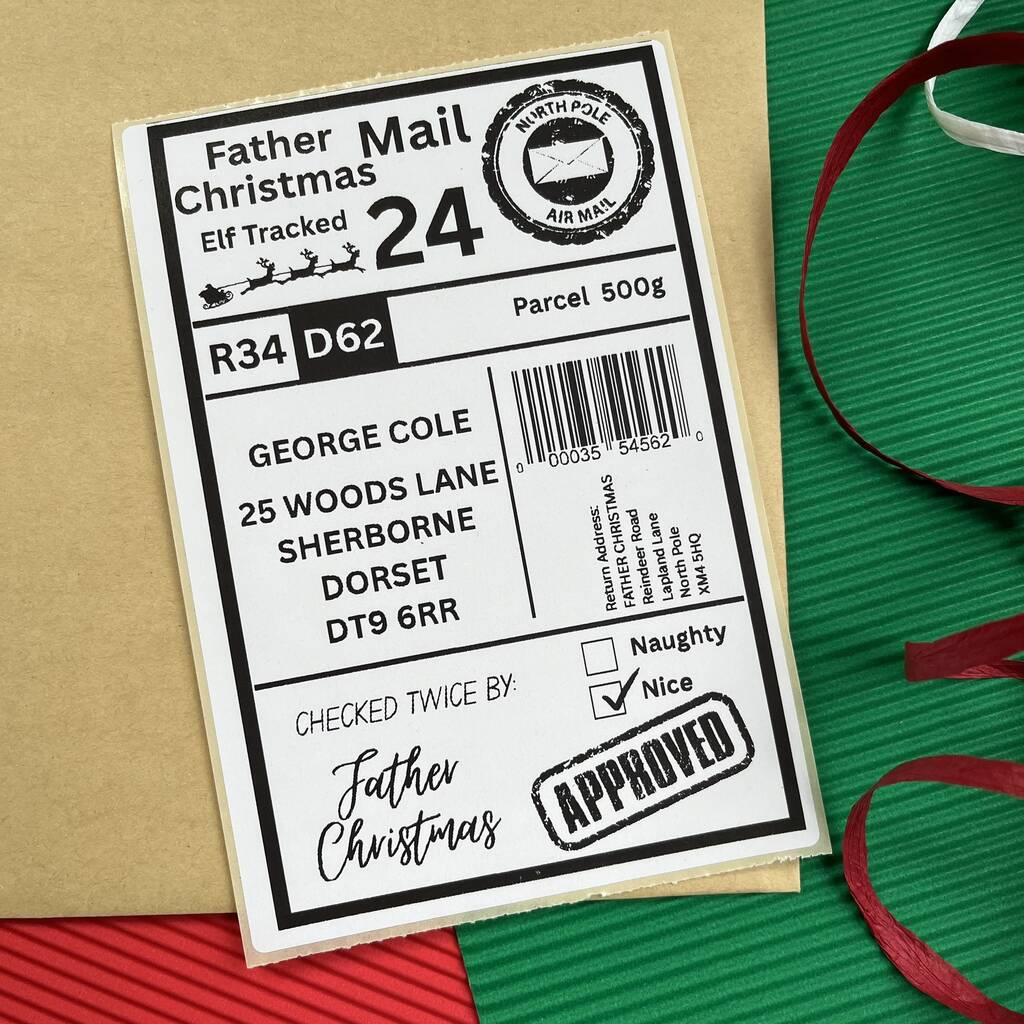 Father Mail
Christmas
Elf Tracked 24
NORTH POLE
AIR MAIL
R34 D62
Parcel 500g
GEORGE COLE
25 WOODS LANE
SHERBORNE
DORSET
DT9 6RR
0 00035 54562 0
Return Address:
FATHER CHRISTMAS
Reindeer Road
Lapland Lane
North Pole
XM4 5HQ
Naughty
Nice
CHECKED TWICE BY:
Father
Christmas
APPROVED